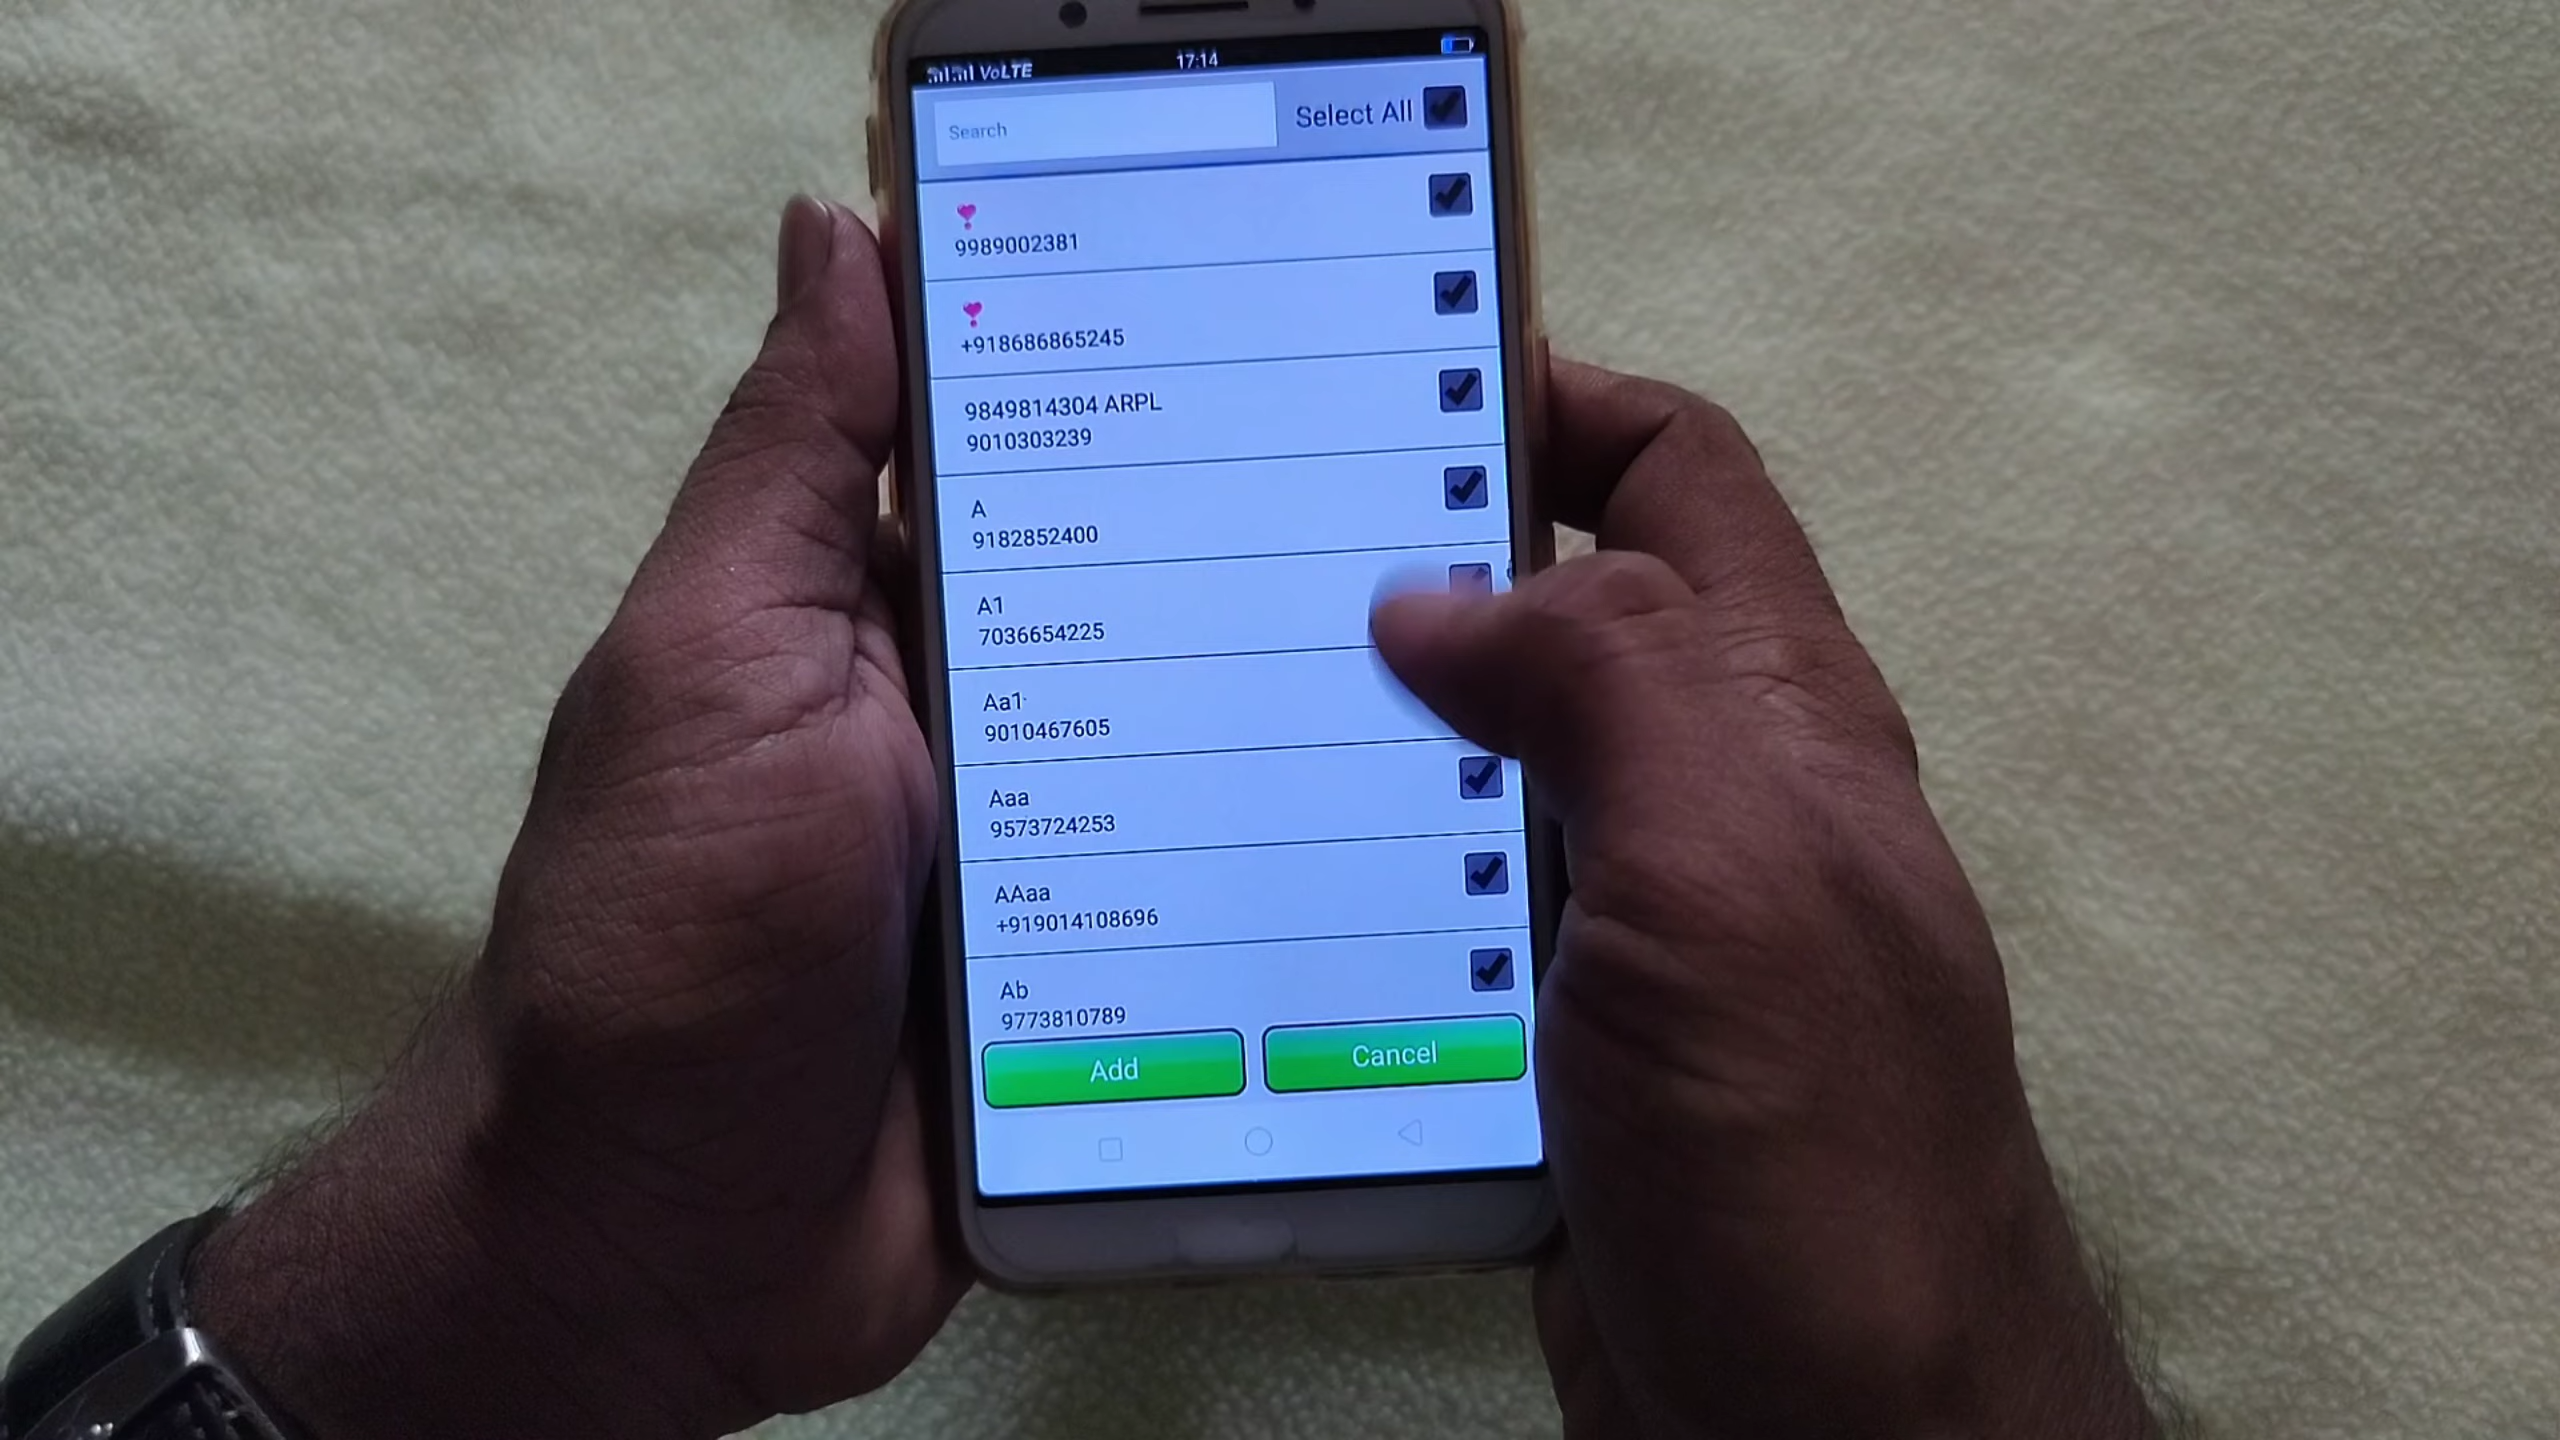 VoLTE
17:14
Search
Select All
❣
9989002381
❣
+918686865245
9849814304 ARPL
9010303239
A
9182852400
A1
7036654225
Aa1
9010467605
Aaa
9573724253
AAaa
+919014108696
Ab
9773810789
Add
Cancel